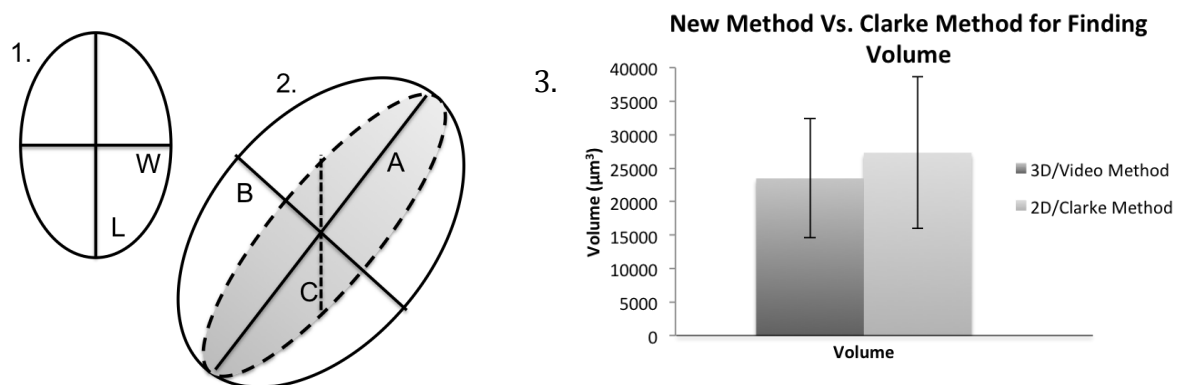 1.
W
L
2.
A
B
C
3.
New Method Vs. Clarke Method for Finding
Volume
Volume (µm³)
40000
35000
30000
25000
20000
15000
10000
5000
0
Volume
3D/Video Method
2D/Clarke Method